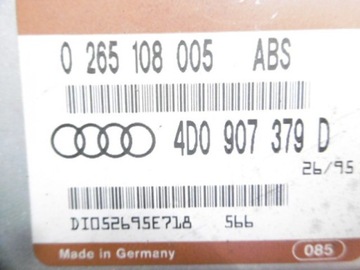 0 265 108 005 ABS
4D0 907 379 D
26/95
DI052695E718 566
Made in Germany 085